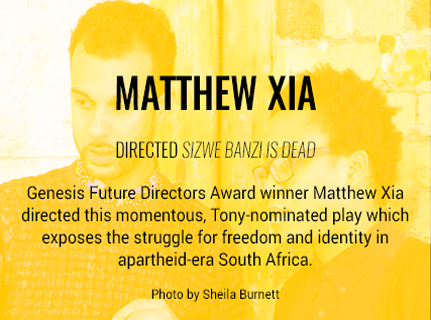 MATTHEW XIA
DIRECTED SIZWE BANZI IS DEAD
Genesis Future Directors Award winner Matthew Xia
directed this momentous, Tony-nominated play which
exposes the struggle for freedom and identity in
apartheid-era South Africa.
Photo by Sheila Burnett